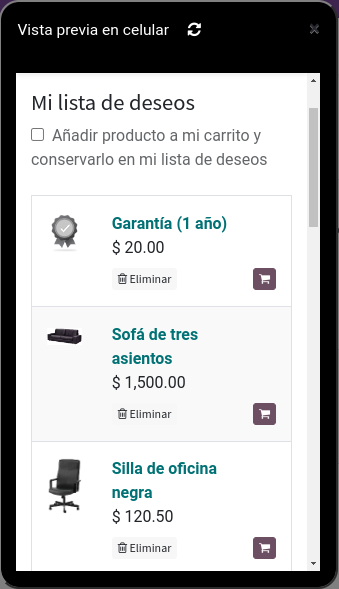 Vista previa en celular
Mi lista de deseos
Añadir producto a mi carrito y
conservarlo en mi lista de deseos
Garantía (1 año)
$ 20.00
Eliminar
Sofá de tres
asientos
$ 1,500.00
Eliminar
Silla de oficina
negra
$ 120.50
Eliminar